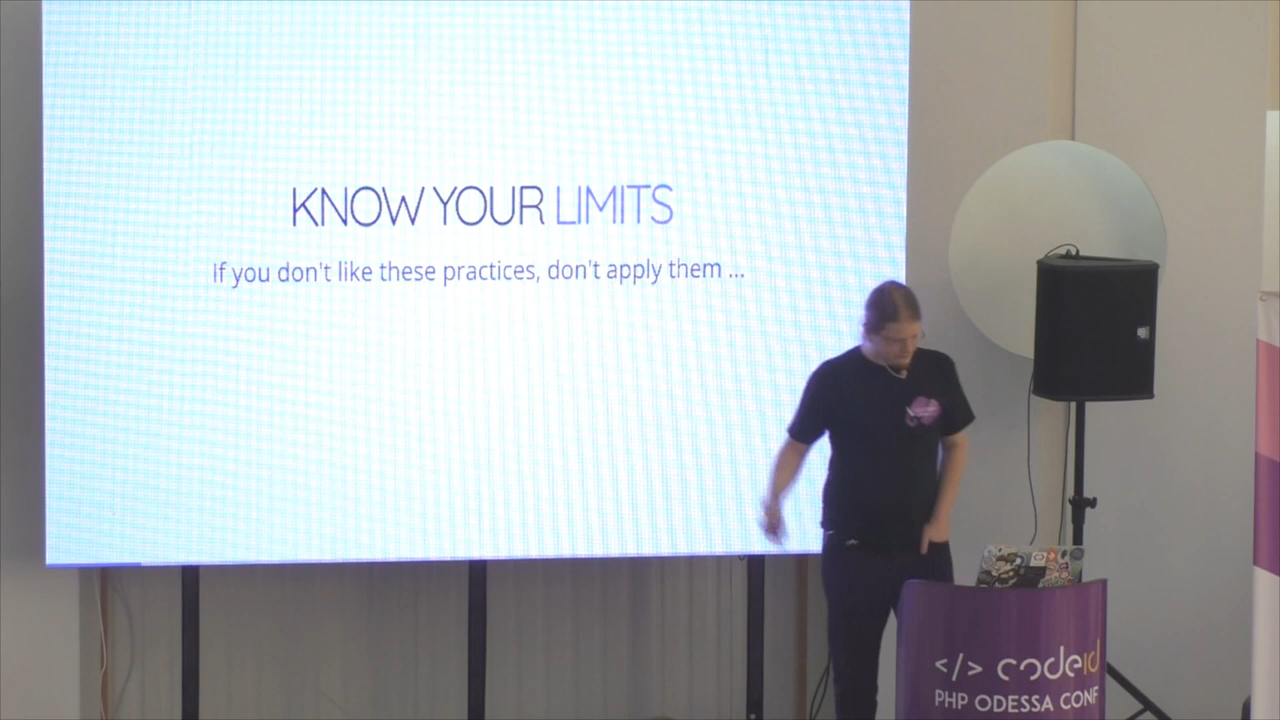 KNOW YOUR LIMITS
If you don't like these practices, don't apply them ...
</> codeid
PHP ODESSA CONF